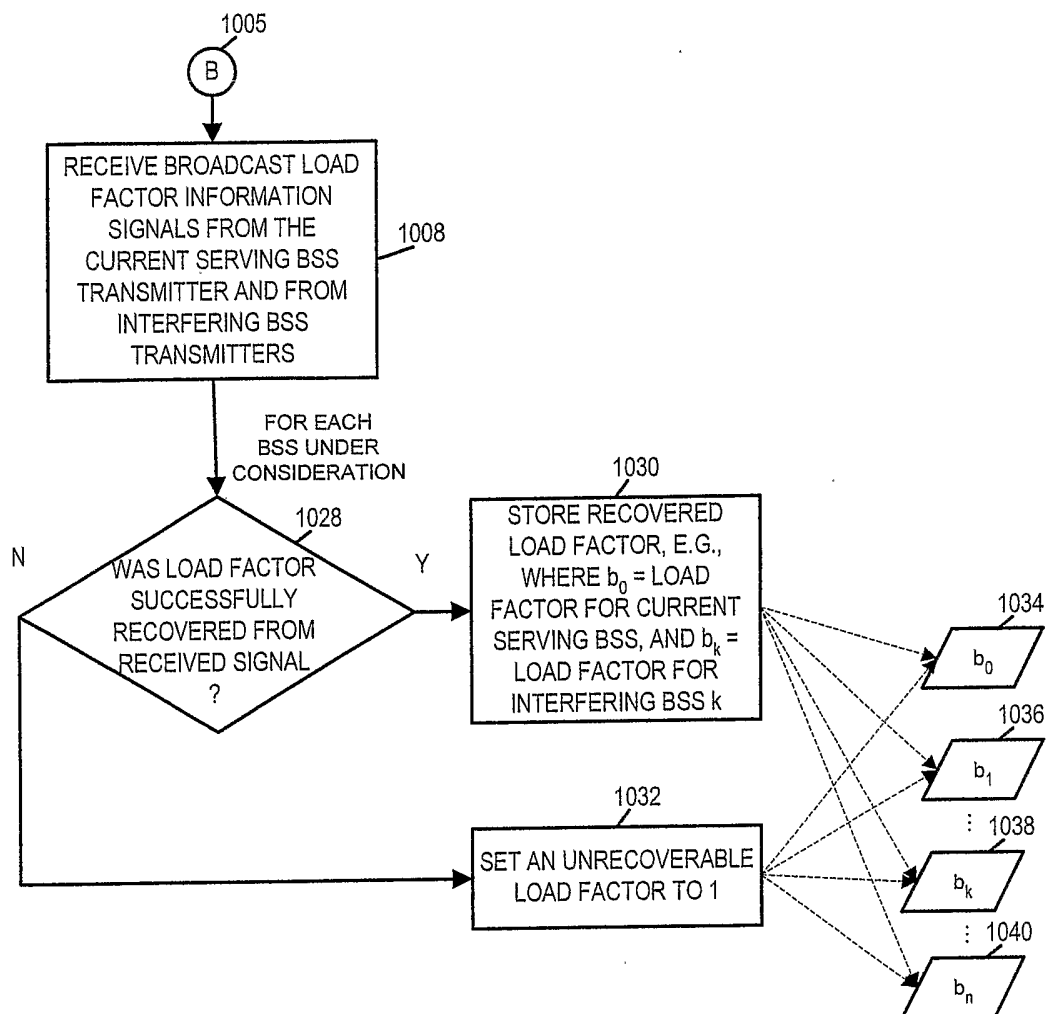 1005
B
RECEIVE BROADCAST LOAD
FACTOR INFORMATION
SIGNALS FROM THE
CURRENT SERVING BSS
TRANSMITTER AND FROM
INTERFERING BSS
TRANSMITTERS
1008
FOR EACH
BSS UNDER
CONSIDERATION
1028
N
Y
WAS LOAD FACTOR
SUCCESSFULLY
RECOVERED FROM
RECEIVED SIGNAL
?
1030
STORE RECOVERED
LOAD FACTOR, E.G.,
WHERE b0 = LOAD
FACTOR FOR CURRENT
SERVING BSS, AND bk =
LOAD FACTOR FOR
INTERFERING BSS k
1032
SET AN UNRECOVERABLE
LOAD FACTOR TO 1
1034
b0
1036
b1
⋮
1038
bk
⋮
1040
bn